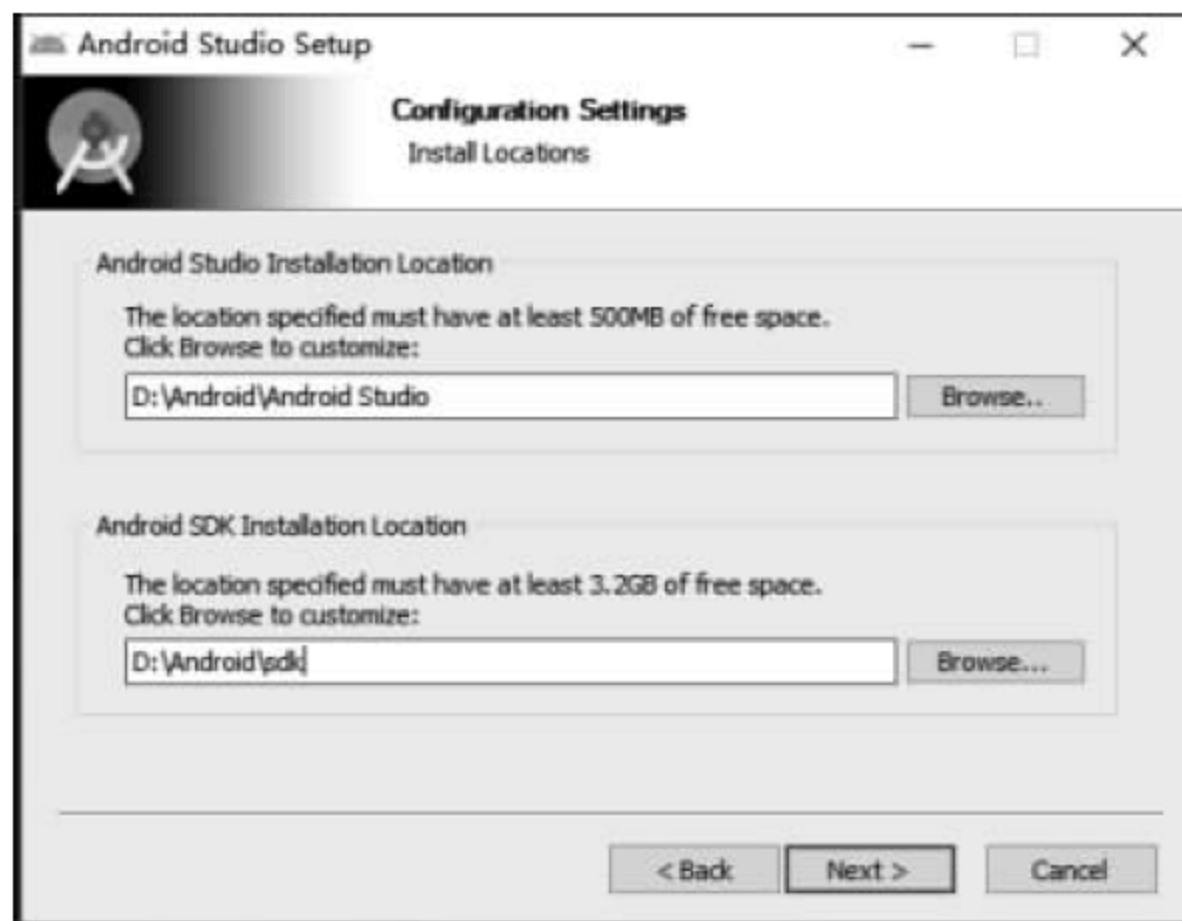 Android Studio Setup
Configuration Settings
Install Locations
Android Studio Installation Location
The location specified must have at least 500MB of free space.
Click Browse to customize:
D:\Android\Android Studio
Browse..
Android SDK Installation Location
The location specified must have at least 3.2GB of free space.
Click Browse to customize:
D:\Android\sdk
Browse...
< Back
Next >
Cancel